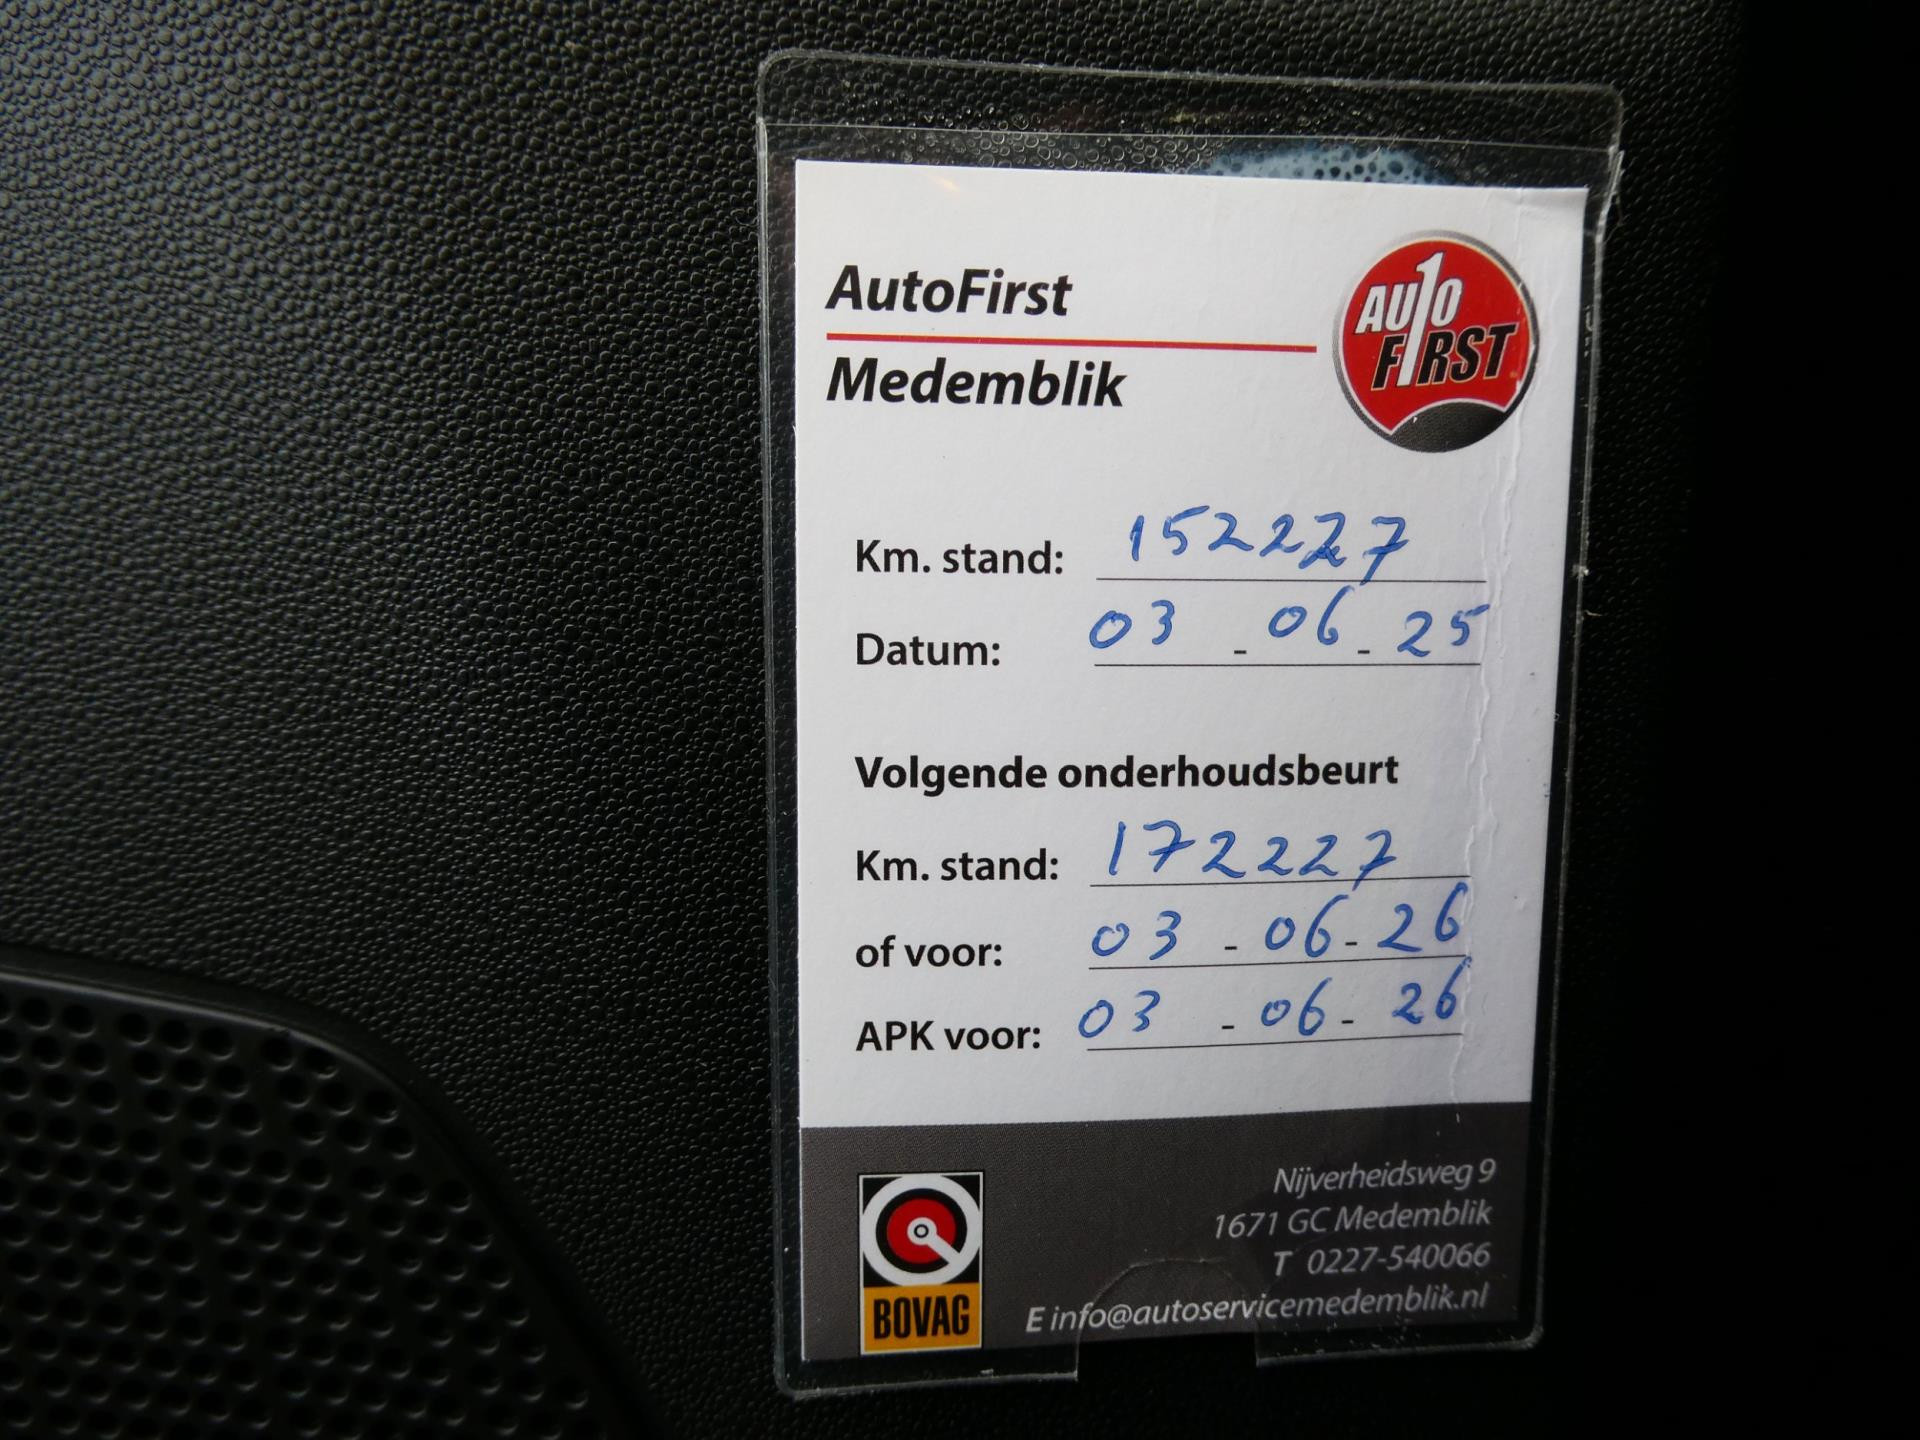 AutoFirst
Medemblik
AUTO
FIRST
Km. stand: 152227
Datum: 03 - 06 - 25
Volgende onderhoudsbeurt
Km. stand: 172227
of voor: 03 - 06 - 26
APK voor: 03 - 06 - 26
BOVAG
Nijverheidsweg 9
1671 GC Medemblik
T 0227-540066
E info@autoservicemedemblik.nl